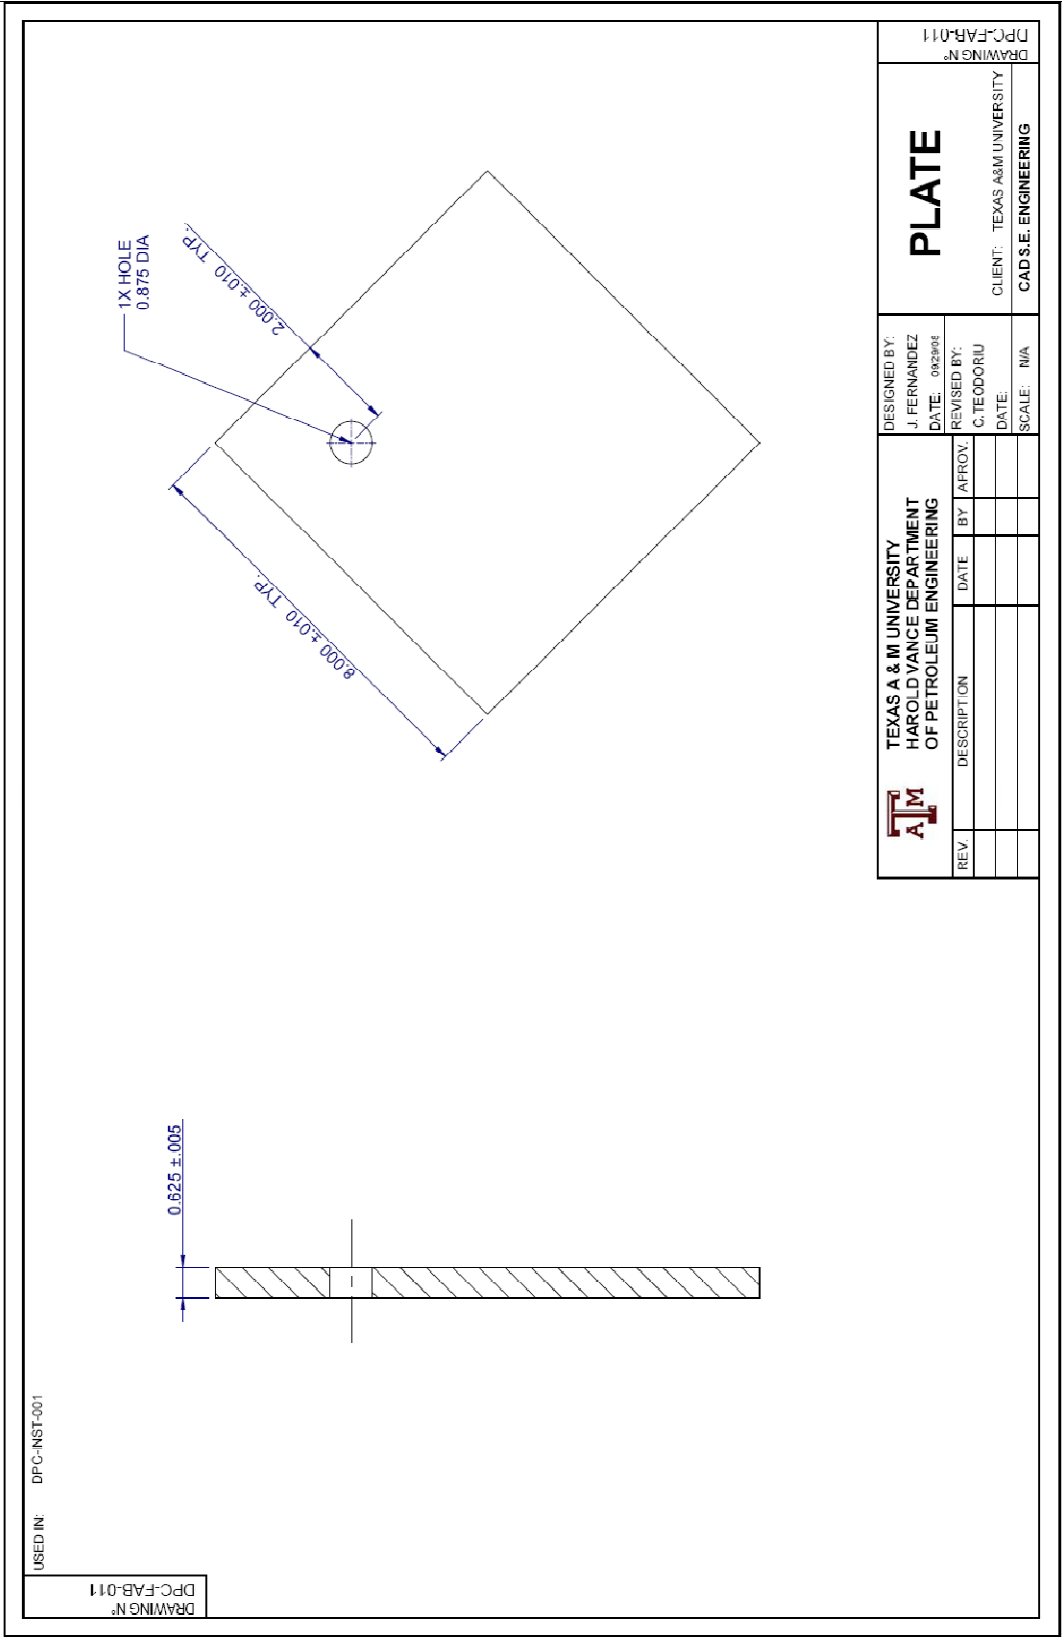 USED IN: DPC-INST-001
DRAWING Nº
DPC-FAB-011
0.625 ±.005
1X HOLE
0.875 DIA
2.000 ±.010 TYP.
8.000 ±.010 TYP.
A T M
TEXAS A & M UNIVERSITY
HAROLD VANCE DEPARTMENT
OF PETROLEUM ENGINEERING
REV. DESCRIPTION DATE BY APROV.
DESIGNED BY:
J. FERNANDEZ
DATE: 09/29/08
REVISED BY:
C.TEODORIU
DATE:
SCALE: N/A
PLATE
CLIENT: TEXAS A&M UNIVERSITY
CAD S.E. ENGINEERING
DRAWING Nº
DPC-FAB-011